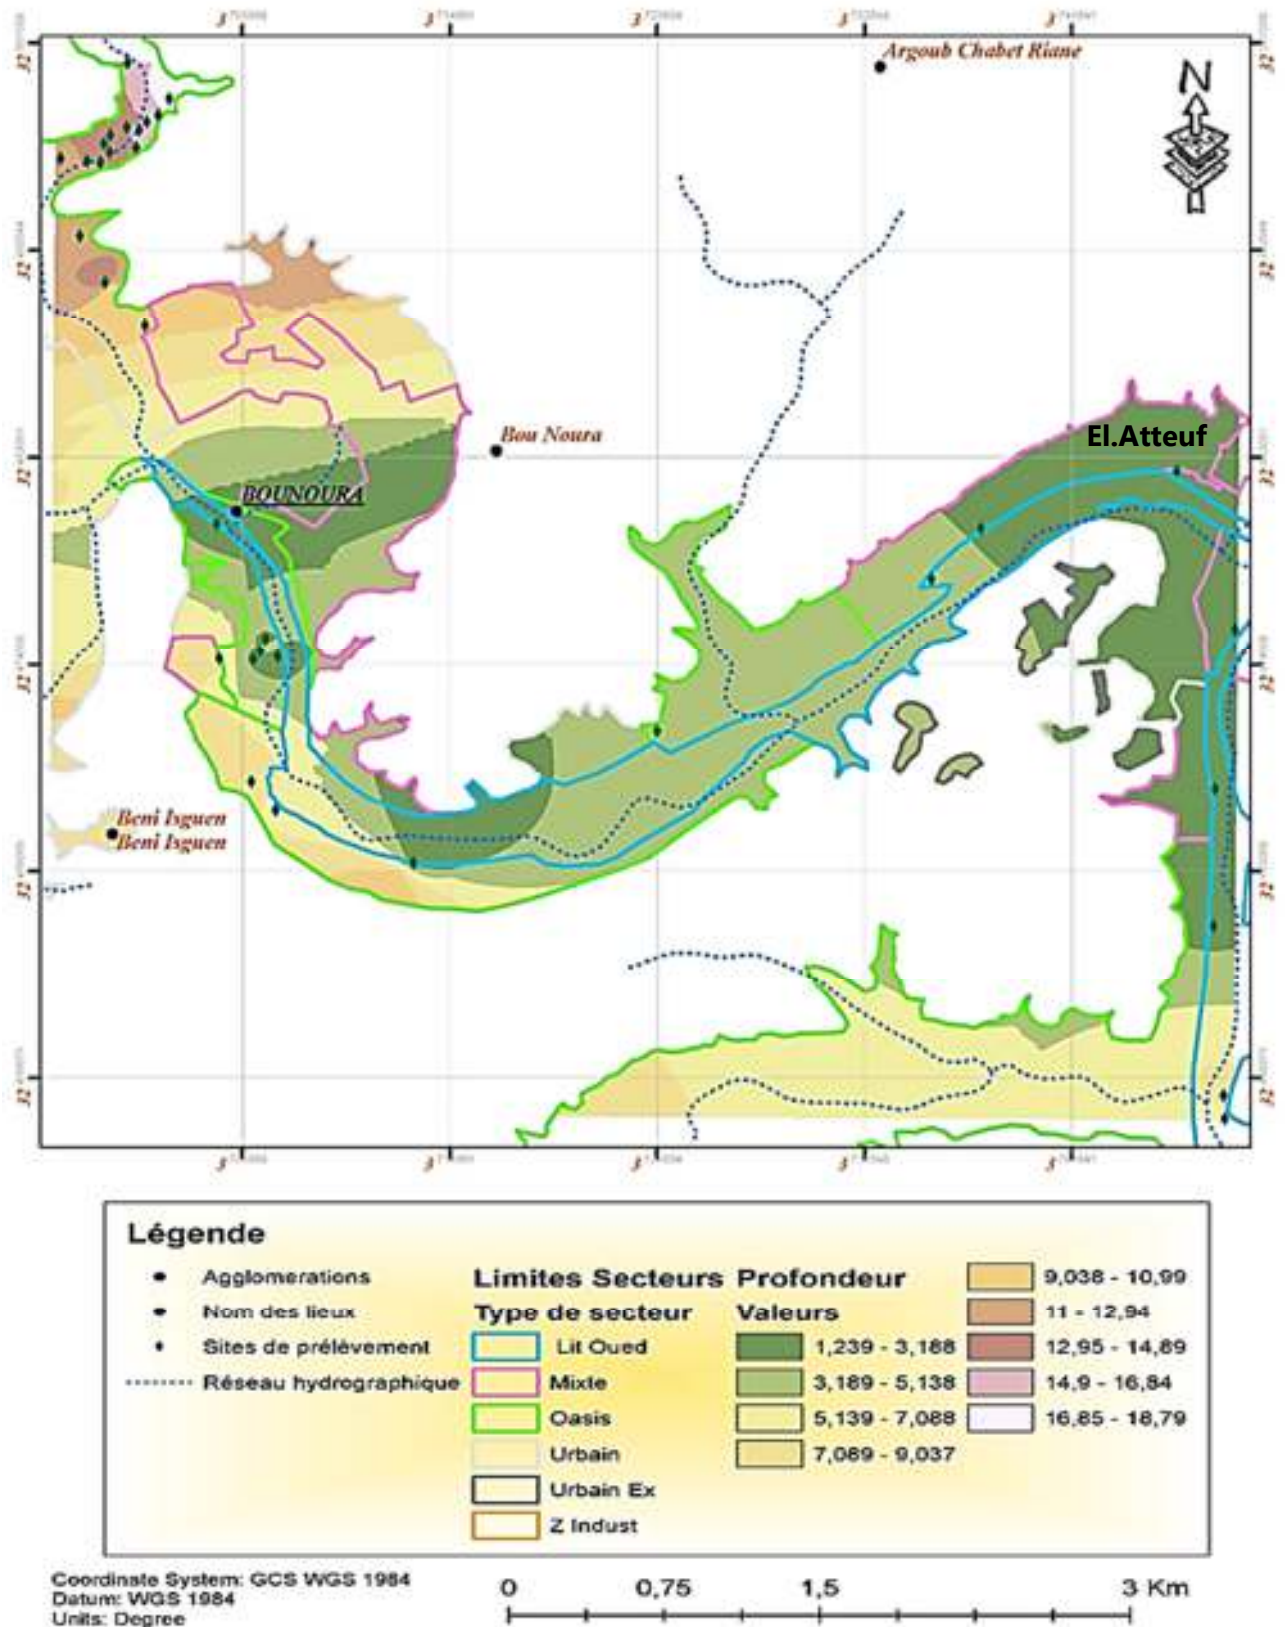 Argoub Chabet Riane
N
El.Atteuf
Bou Noura
BOUNOURA
Beni Isguen
Beni Isguen
Légende
Agglomerations
Nom des lieux
Sites de prélèvement
Réseau hydrographique
Limites Secteurs
Type de secteur
Lit Oued
Mixte
Oasis
Urbain
Urbain Ex
Z Indust
Profondeur
Valeurs
1,239 - 3,188
3,189 - 5,138
5,139 - 7,088
7,089 - 9,037
9,038 - 10,99
11 - 12,94
12,95 - 14,89
14,9 - 16,84
16,85 - 18,79
Coordinate System: GCS WGS 1984
Datum: WGS 1984
Units: Degree
0 0,75 1,5 3 Km